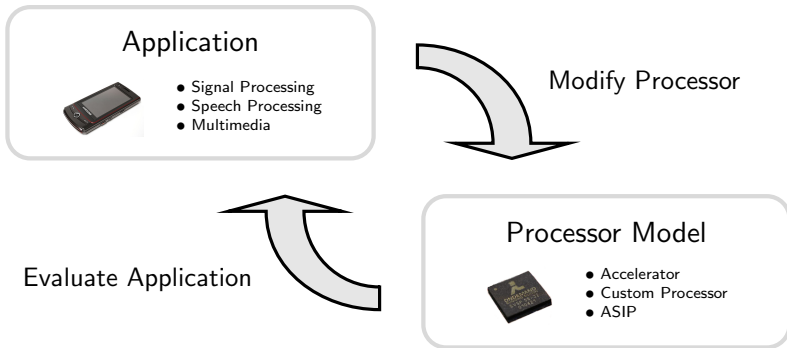 Application
• Signal Processing
• Speech Processing
• Multimedia
Modify Processor
Evaluate Application
Processor Model
• Accelerator
• Custom Processor
• ASIP